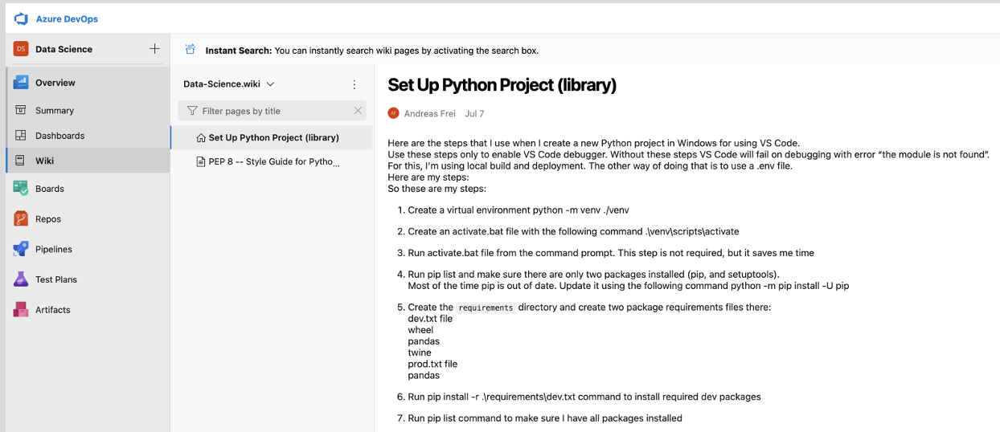 Azure DevOps
DS Data Science
Overview
Summary
Dashboards
Wiki
Boards
Repos
Pipelines
Test Plans
Artifacts
Instant Search: You can instantly search wiki pages by activating the search box.
Data-Science.wiki
Filter pages by title
Set Up Python Project (library)
PEP 8 -- Style Guide for Pytho...
Set Up Python Project (library)
AF Andreas Frei Jul 7
Here are the steps that I use when I create a new Python project in Windows for using VS Code.
Use these steps only to enable VS Code debugger. Without these steps VS Code will fail on debugging with error “the module is not found”.
For this, I’m using local build and deployment. The other way of doing that is to use a .env file.
Here are my steps:
So these are my steps:
1. Create a virtual environment python -m venv ./venv
2. Create an activate.bat file with the following command .\venv\scripts\activate
3. Run activate.bat file from the command prompt. This step is not required, but it saves me time
4. Run pip list and make sure there are only two packages installed (pip, and setuptools).
Most of the time pip is out of date. Update it using the following command python -m pip install -U pip
5. Create the requirements directory and create two package requirements files there:
dev.txt file
wheel
pandas
twine
prod.txt file
pandas
6. Run pip install -r .\requirements\dev.txt command to install required dev packages
7. Run pip list command to make sure I have all packages installed